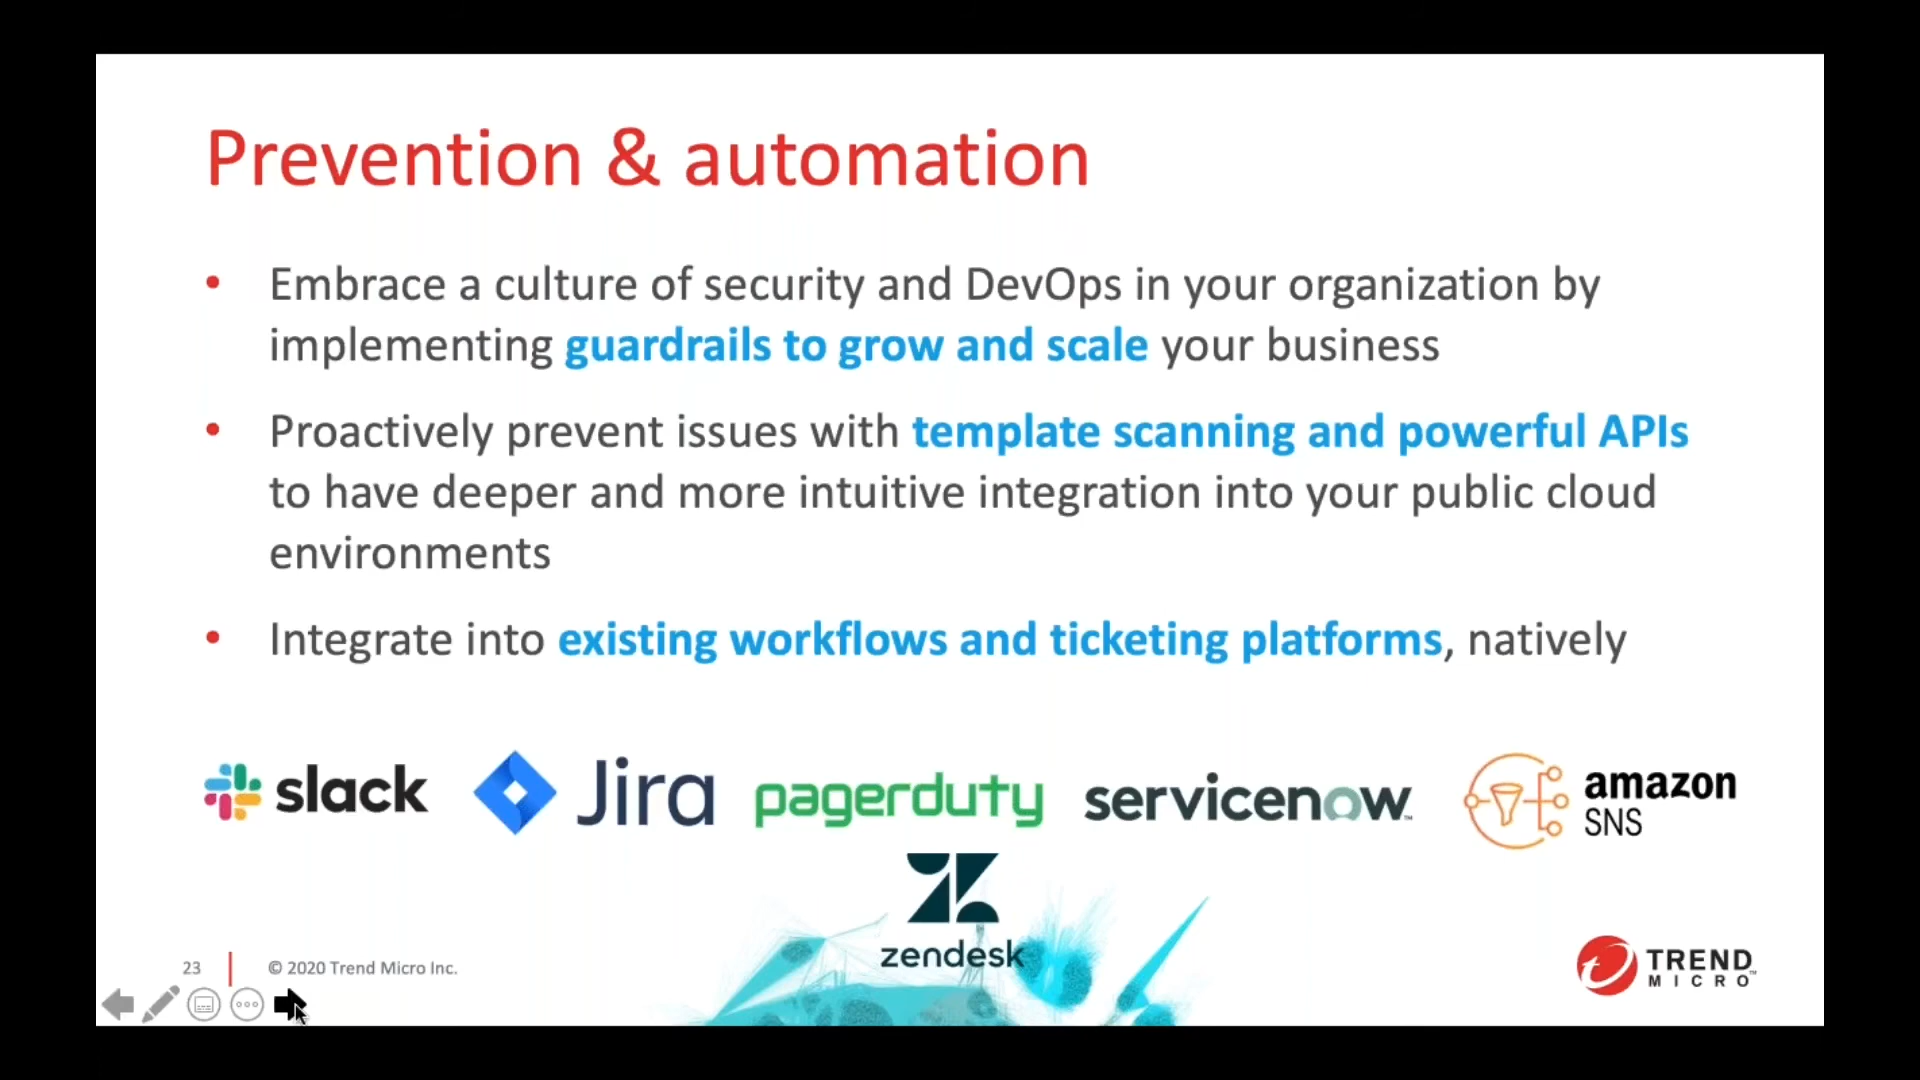 Prevention & automation
• Embrace a culture of security and DevOps in your organization by
implementing guardrails to grow and scale your business
• Proactively prevent issues with template scanning and powerful APIs
to have deeper and more intuitive integration into your public cloud
environments
• Integrate into existing workflows and ticketing platforms, natively
slack Jira pagerduty servicenow™ amazon
SNS
zendesk
23 © 2020 Trend Micro Inc.
TREND
MICRO™